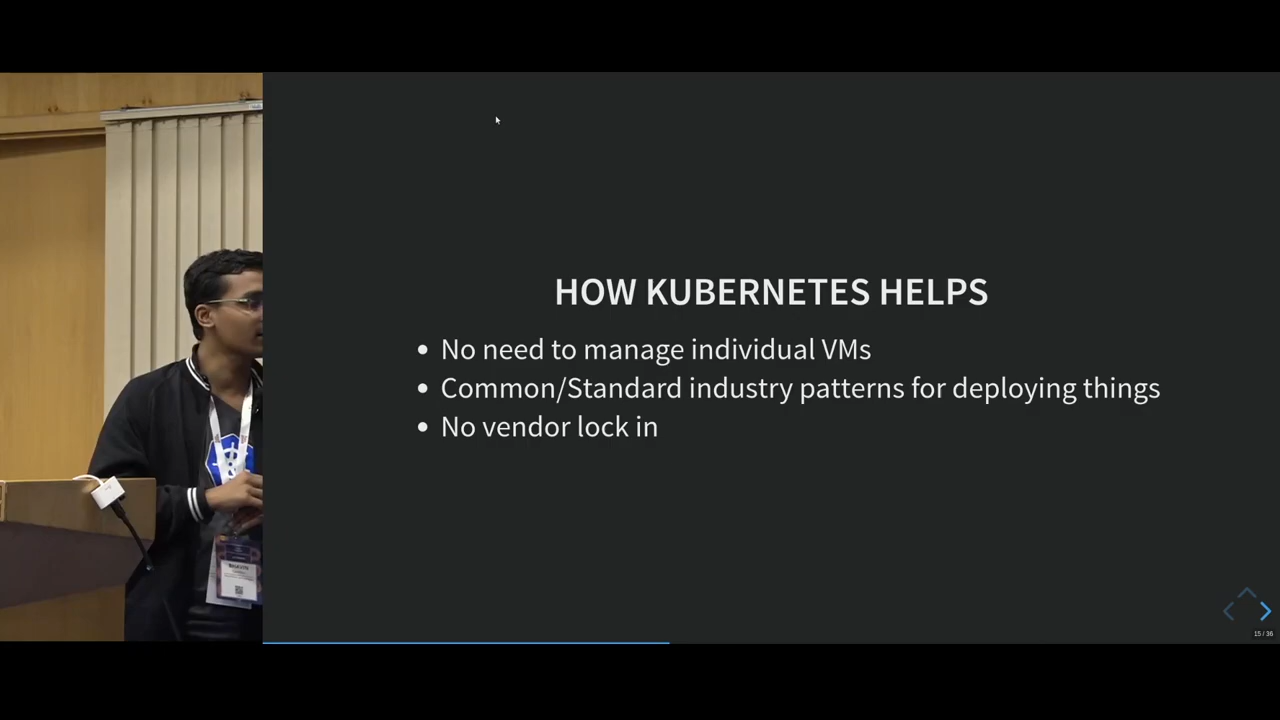 HOW KUBERNETES HELPS
No need to manage individual VMs
Common/Standard industry patterns for deploying things
No vendor lock in
15 / 36